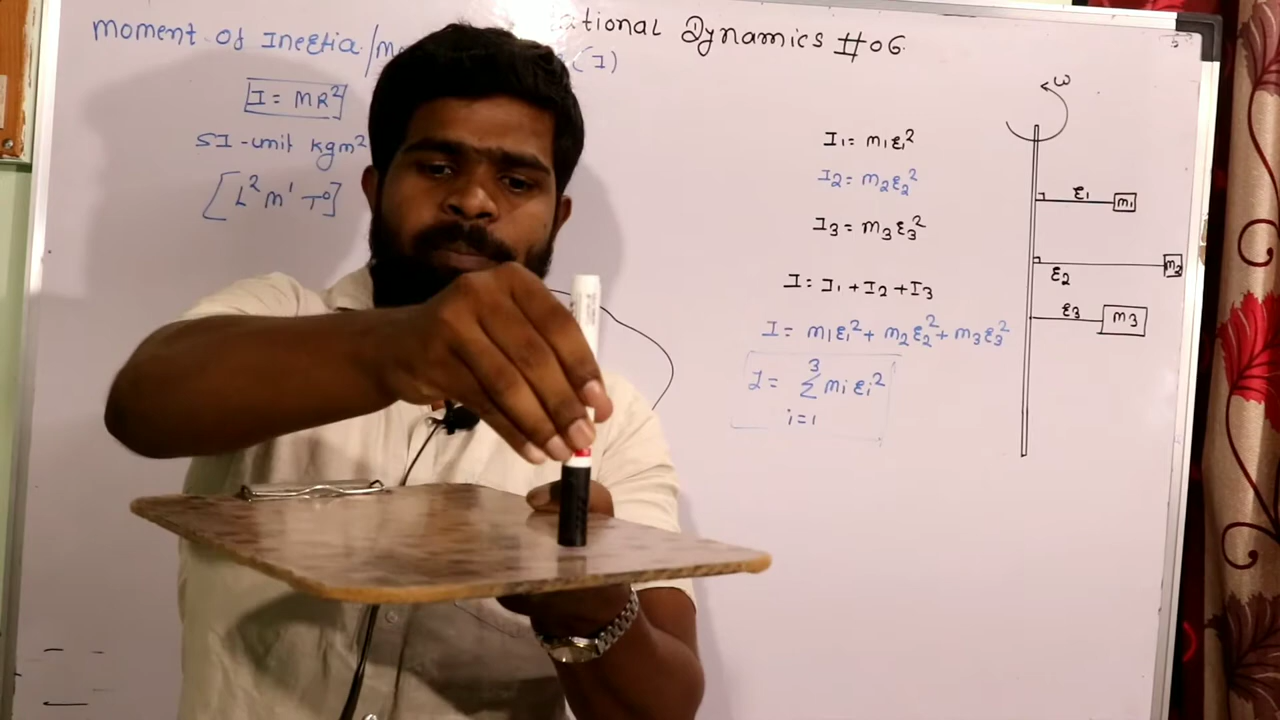 ational Dynamics #06
Moment of Inertia/M
(I)
I = MR²
SI-unit kgm²
[L² M¹ T⁰]
I₁ = m₁r₁²
I₂ = m₂r₂²
I₃ = m₃r₃²
I = I₁ + I₂ + I₃
I = m₁r₁² + m₂r₂² + m₃r₃²
I = 3 Σ i=1 mᵢrᵢ²
ω
r₁ m₁
r₂ m₂
r₃ m₃